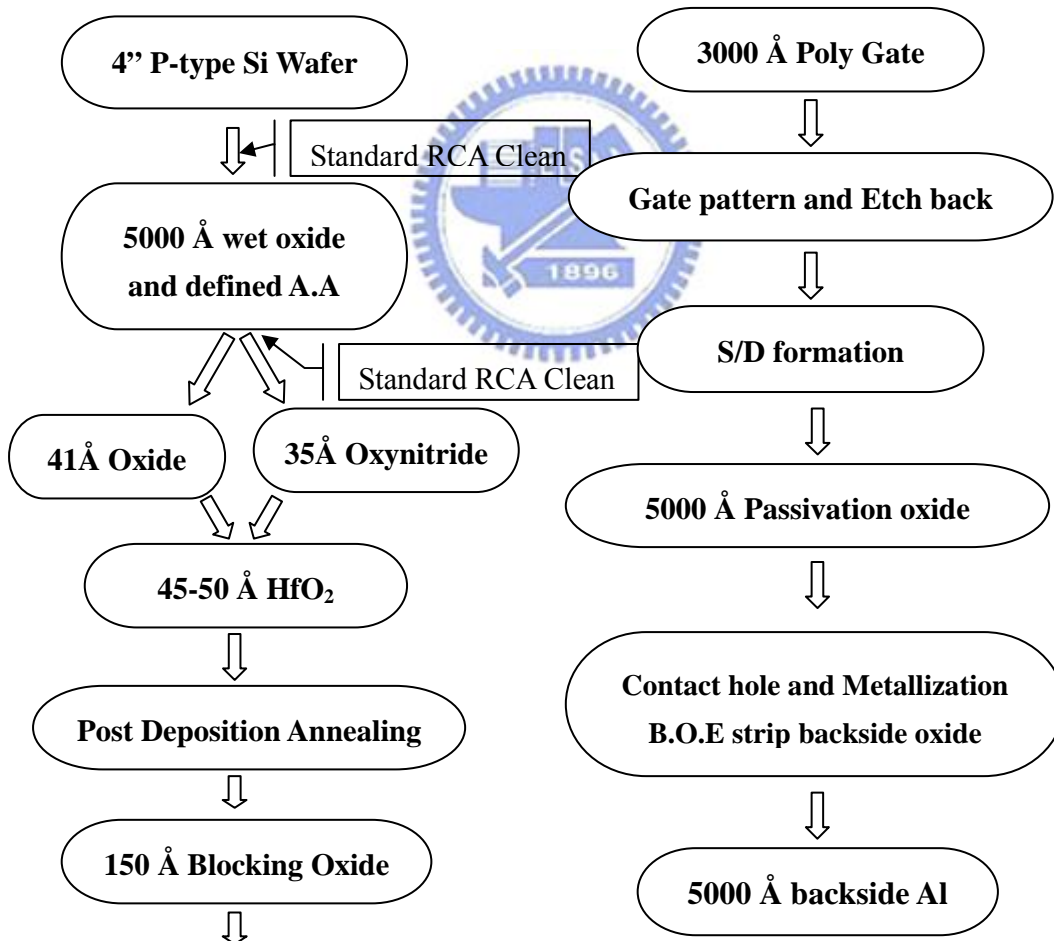 4” P-type Si Wafer
Standard RCA Clean
5000 Å wet oxide
and defined A.A
Standard RCA Clean
41Å Oxide
35Å Oxynitride
45-50 Å HfO₂
Post Deposition Annealing
150 Å Blocking Oxide
3000 Å Poly Gate
Gate pattern and Etch back
1896
S/D formation
5000 Å Passivation oxide
Contact hole and Metallization
B.O.E strip backside oxide
5000 Å backside Al